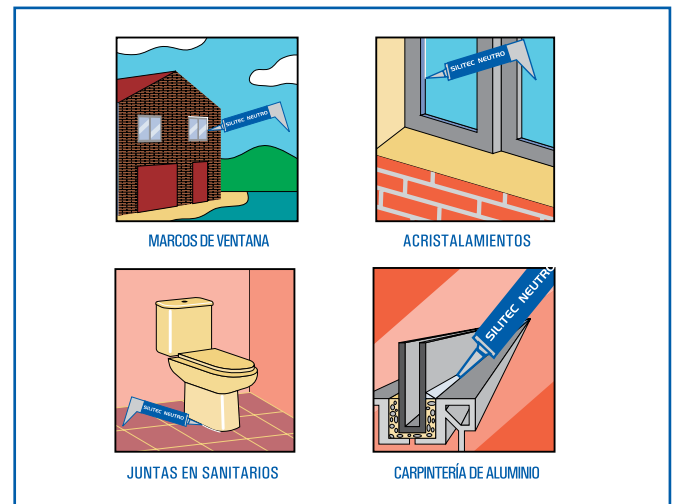 SILITEC NEUTRO
SILITEC NEUTRO
MARCOS DE VENTANA
ACRISTALAMIENTOS
SILITEC NEUTRO
SILITEC NEUTRO
JUNTAS EN SANITARIOS
CARPINTERÍA DE ALUMINIO